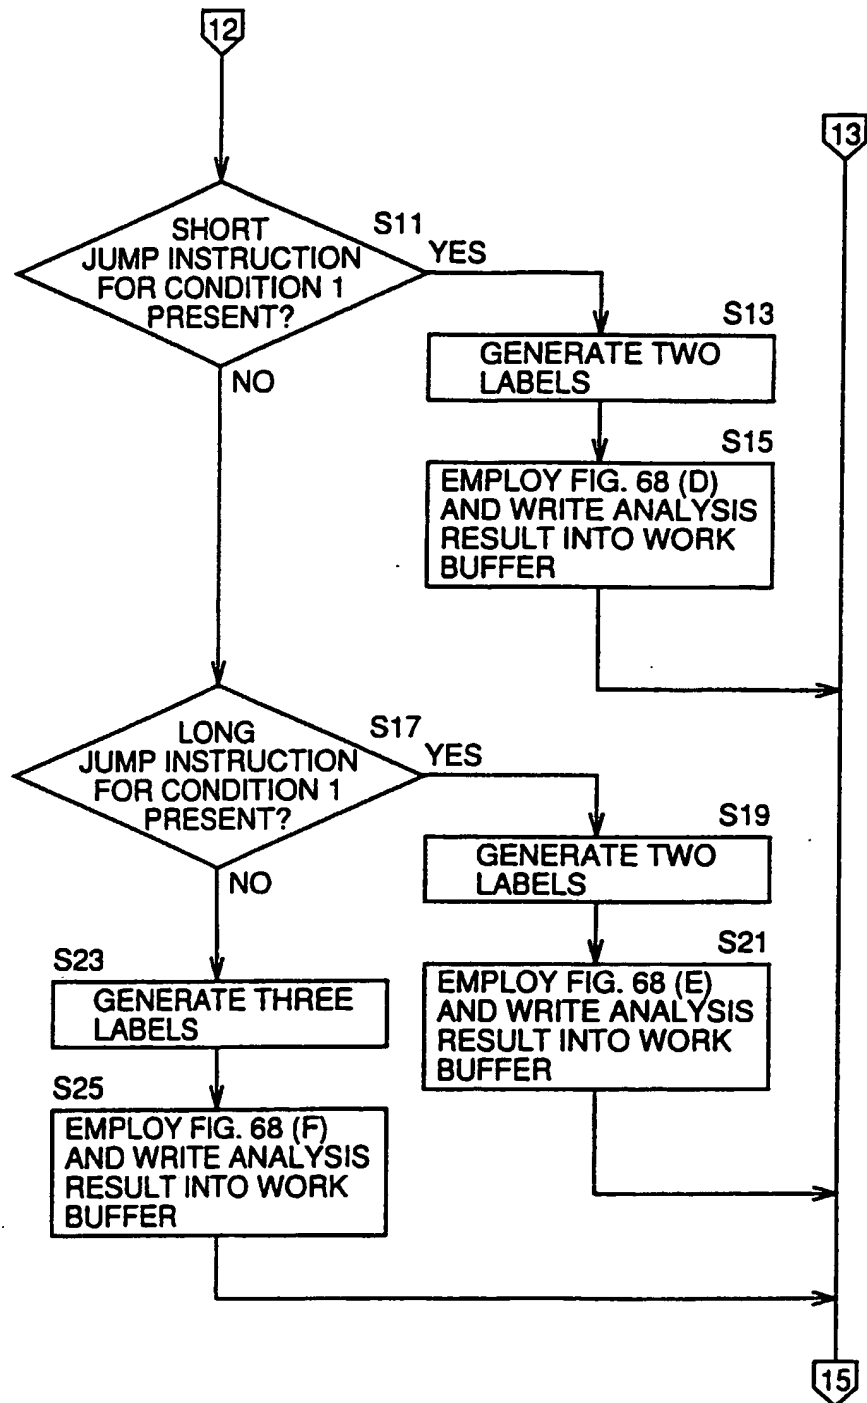 12
13
SHORT
JUMP INSTRUCTION
FOR CONDITION 1
PRESENT?
S11
YES
NO
S13
GENERATE TWO
LABELS
S15
EMPLOY FIG. 68 (D)
AND WRITE ANALYSIS
RESULT INTO WORK
BUFFER
LONG
JUMP INSTRUCTION
FOR CONDITION 1
PRESENT?
S17
YES
NO
S19
GENERATE TWO
LABELS
S21
EMPLOY FIG. 68 (E)
AND WRITE ANALYSIS
RESULT INTO WORK
BUFFER
S23
GENERATE THREE
LABELS
S25
EMPLOY FIG. 68 (F)
AND WRITE ANALYSIS
RESULT INTO WORK
BUFFER
15